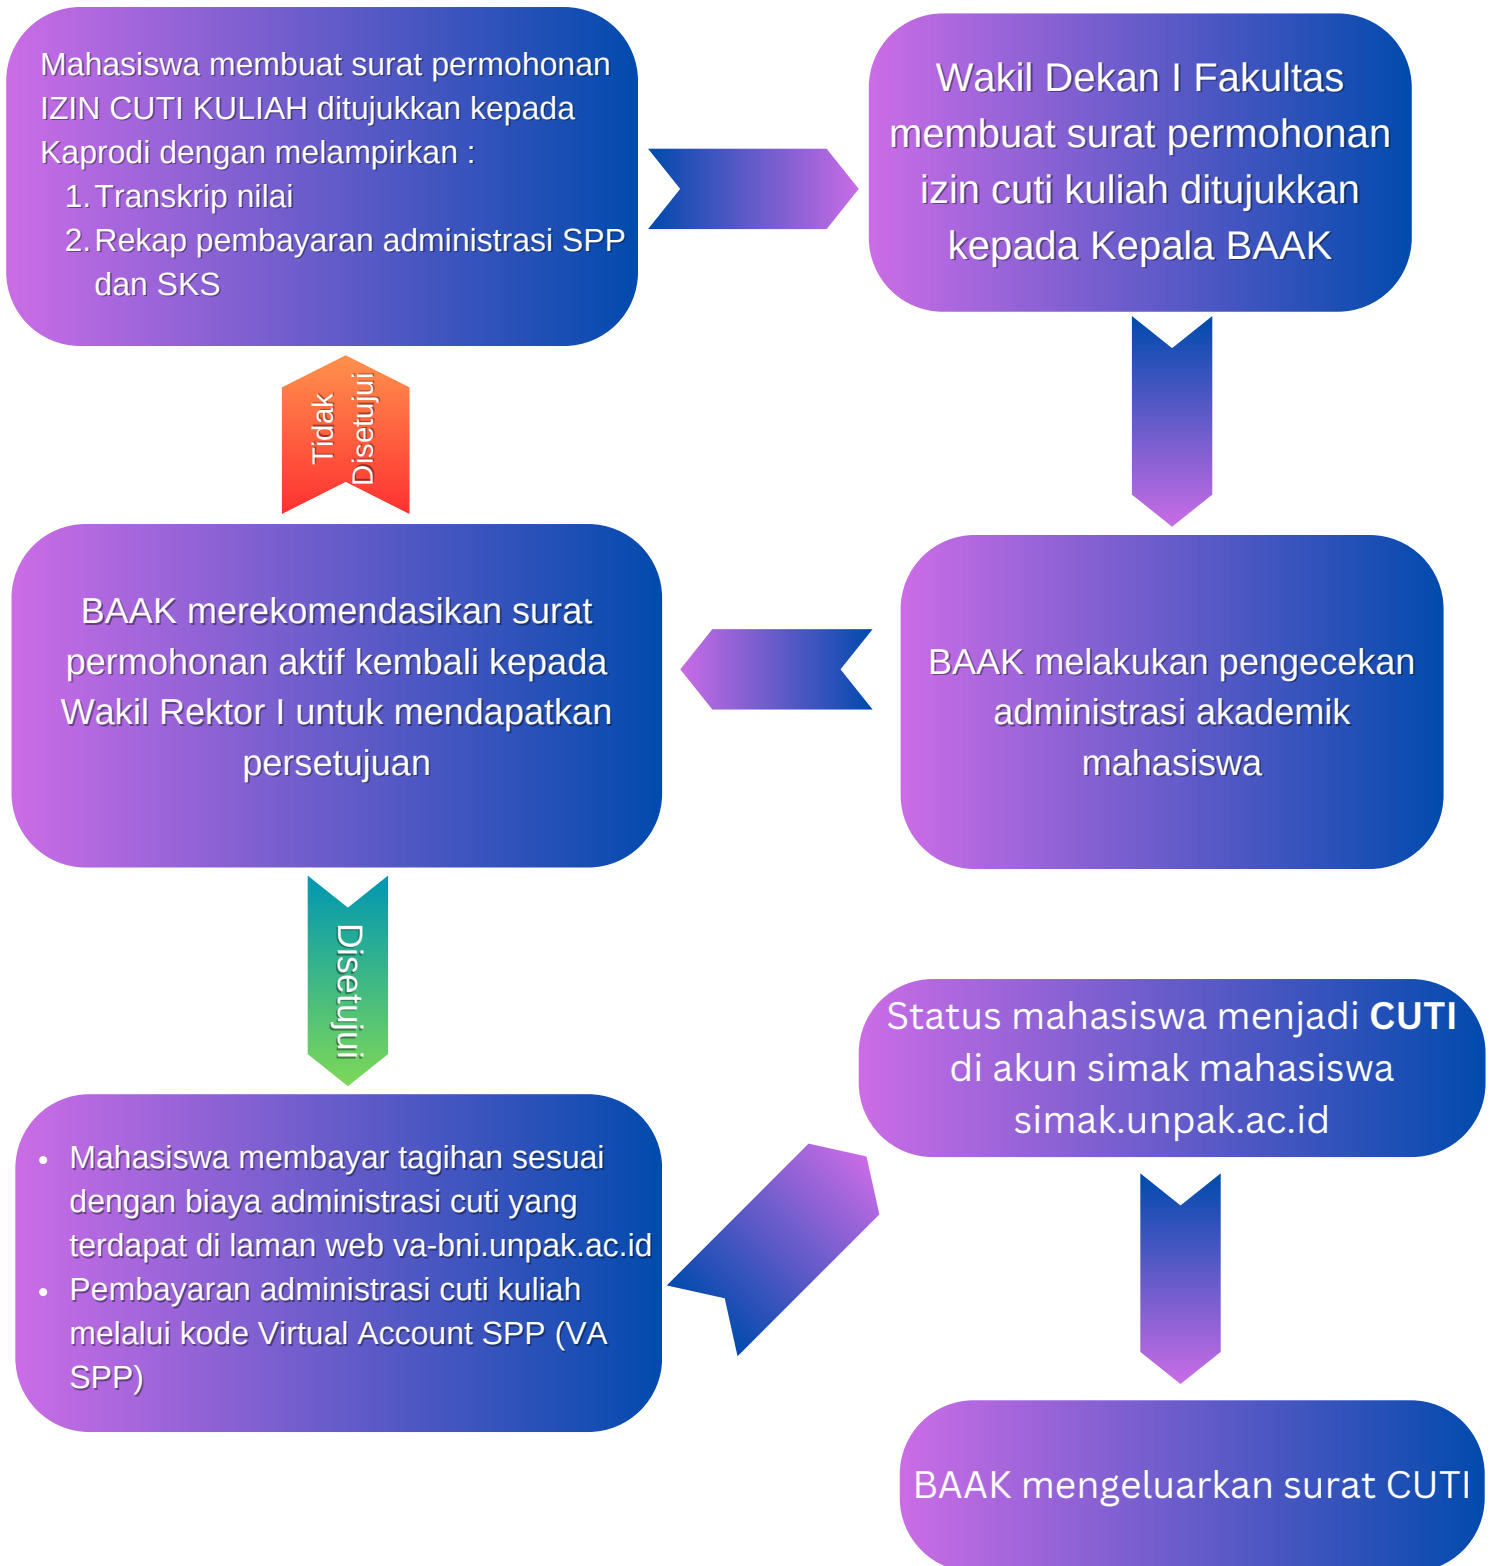 Mahasiswa membuat surat permohonan
IZIN CUTI KULIAH ditujukkan kepada
Kaprodi dengan melampirkan :
1. Transkrip nilai
2. Rekap pembayaran administrasi SPP
dan SKS
Wakil Dekan I Fakultas
membuat surat permohonan
izin cuti kuliah ditujukkan
kepada Kepala BAAK
BAAK melakukan pengecekan
administrasi akademik
mahasiswa
BAAK merekomendasikan surat
permohonan aktif kembali kepada
Wakil Rektor I untuk mendapatkan
persetujuan
Tidak
Disetujui
Disetujui
• Mahasiswa membayar tagihan sesuai
dengan biaya administrasi cuti yang
terdapat di laman web va-bni.unpak.ac.id
• Pembayaran administrasi cuti kuliah
melalui kode Virtual Account SPP (VA
SPP)
Status mahasiswa menjadi CUTI
di akun simak mahasiswa
simak.unpak.ac.id
BAAK mengeluarkan surat CUTI